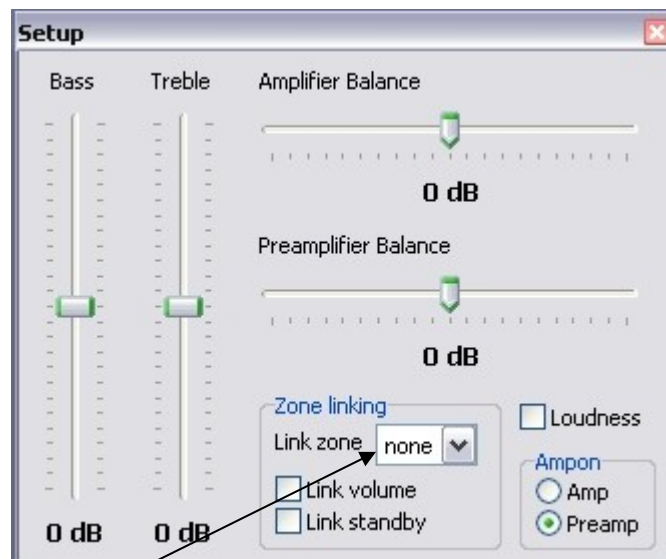 Setup
Bass
Treble
Amplifier Balance
0 dB
Preamplifier Balance
0 dB
Zone linking
Link zone none
Link volume
Link standby
Loudness
Ampon
Amp
Preamp
0 dB
0 dB